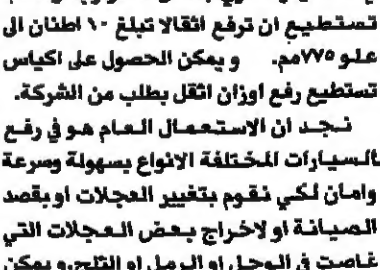 تستطيع ان ترفع اثقالا تبلغ ١٠ اطنان الى
علو ٧٧٥مم. ويمكن الحصول على اكياس
تستطيع رفع اوزان اثقل بطلب من الشركة.
نجد ان الاستعمال العام هو في رفع
السيارات المختلفة الانواع بسهولة وسرعة
وامان لكي نقوم بتغيير العجلات او بقصد
الصيانة او لاخراج بعض العجلات التي
غاصت في الوحل او الرمل او الثلج، و يمكن